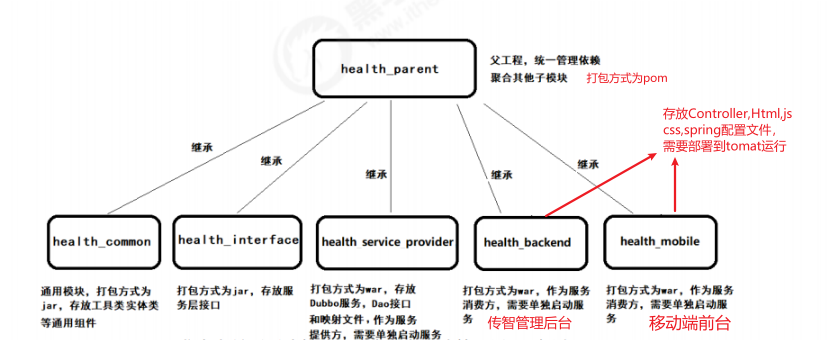 health_parent
父工程，统一管理依赖
聚合其他子模块
打包方式为pom
存放Controller,Html,js
css,spring配置文件，
需要部署到tomat运行
继承
继承
继承
继承
继承
health_common
health_interface
health service provider
health_backend
health_mobile
通用模块，打包方式为
jar，存放工具类实体类
等通用组件
打包方式为jar，存放服
务层接口
打包方式为war，存放
Dubbo服务，Dao接口
和映射文件，作为服务
提供方，需要单独启动服务
打包方式为war，作为服务
消费方，需要单独启动服
务
传智管理后台
打包方式为war，作为服务
消费方，需要单独启动服
务
移动端前台